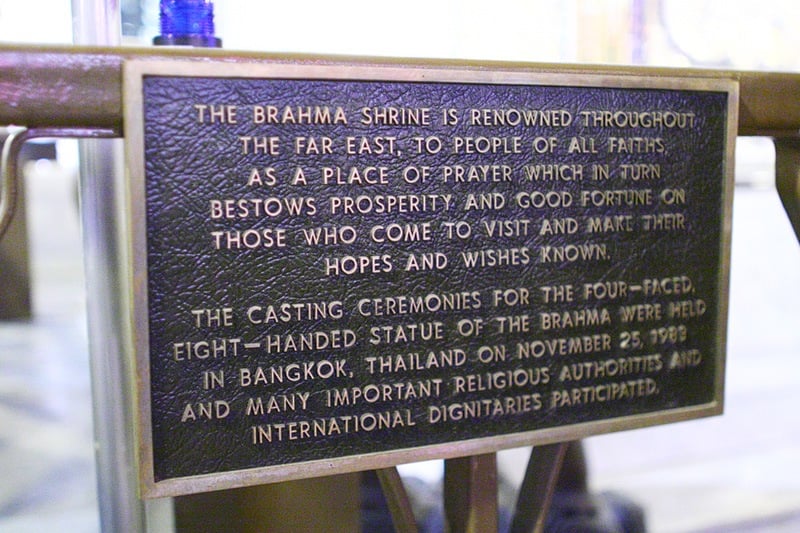 THE BRAHMA SHRINE IS RENOWNED THROUGHOUT
THE FAR EAST, TO PEOPLE OF ALL FAITHS,
AS A PLACE OF PRAYER WHICH IN TURN
BESTOWS PROSPERITY AND GOOD FORTUNE ON
THOSE WHO COME TO VISIT AND MAKE THEIR
HOPES AND WISHES KNOWN.
THE CASTING CEREMONIES FOR THE FOUR-FACED,
EIGHT-HANDED STATUE OF THE BRAHMA WERE HELD
IN BANGKOK, THAILAND ON NOVEMBER 25, 1983
AND MANY IMPORTANT RELIGIOUS AUTHORITIES AND
INTERNATIONAL DIGNITARIES PARTICIPATED.